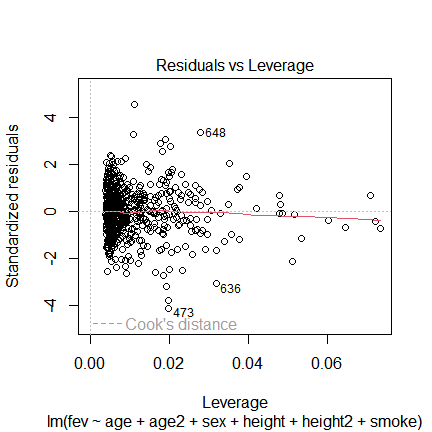 Residuals vs Leverage
Standardized residuals
4
2
0
-2
-4
648
636
473
Cook's distance
0.00
0.02
0.04
0.06
Leverage
lm(fev ~ age + age2 + sex + height + height2 + smoke)